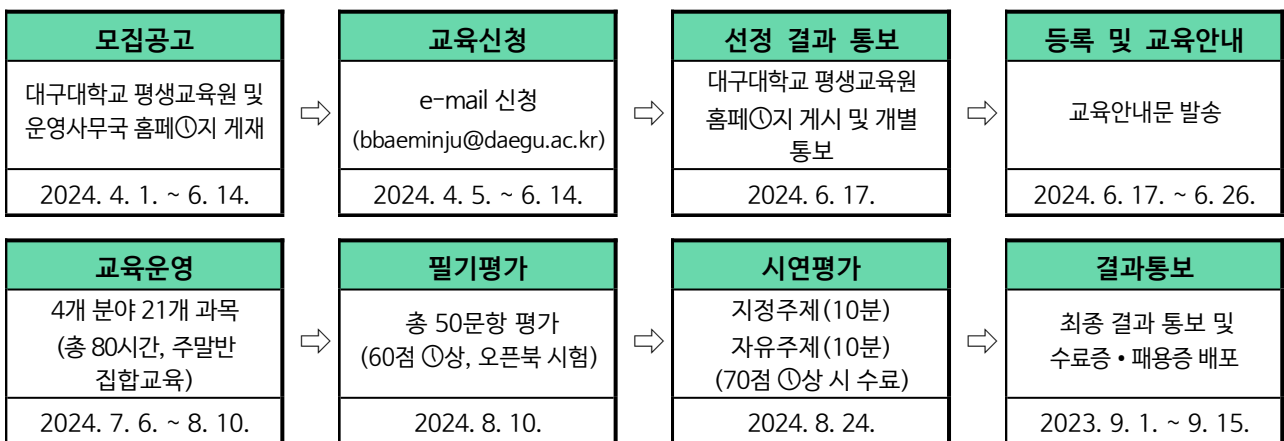 모집공고
대구대학교 평생교육원 및
운영사무국 홈페🕔지 게재
2024. 4. 1. ~ 6. 14.
⇨
교육신청
e-mail 신청
(bbaeminju@daegu.ac.kr)
2024. 4. 5. ~ 6. 14.
⇨
선정 결과 통보
대구대학교 평생교육원
홈페🕔지 게시 및 개별
통보
2024. 6. 17.
⇨
등록 및 교육안내
교육안내문 발송
2024. 6. 17. ~ 6. 26.
교육운영
4개 분야 21개 과목
(총 80시간, 주말반
집합교육)
2024. 7. 6. ~ 8. 10.
⇨
필기평가
총 50문항 평가
(60점 🕔상, 오픈북 시험)
2024. 8. 10.
⇨
시연평가
지정주제(10분)
자유주제(10분)
(70점 🕔상 시 수료)
2024. 8. 24.
⇨
결과통보
최종 결과 통보 및
수료증•패용증 배포
2023. 9. 1. ~ 9. 15.